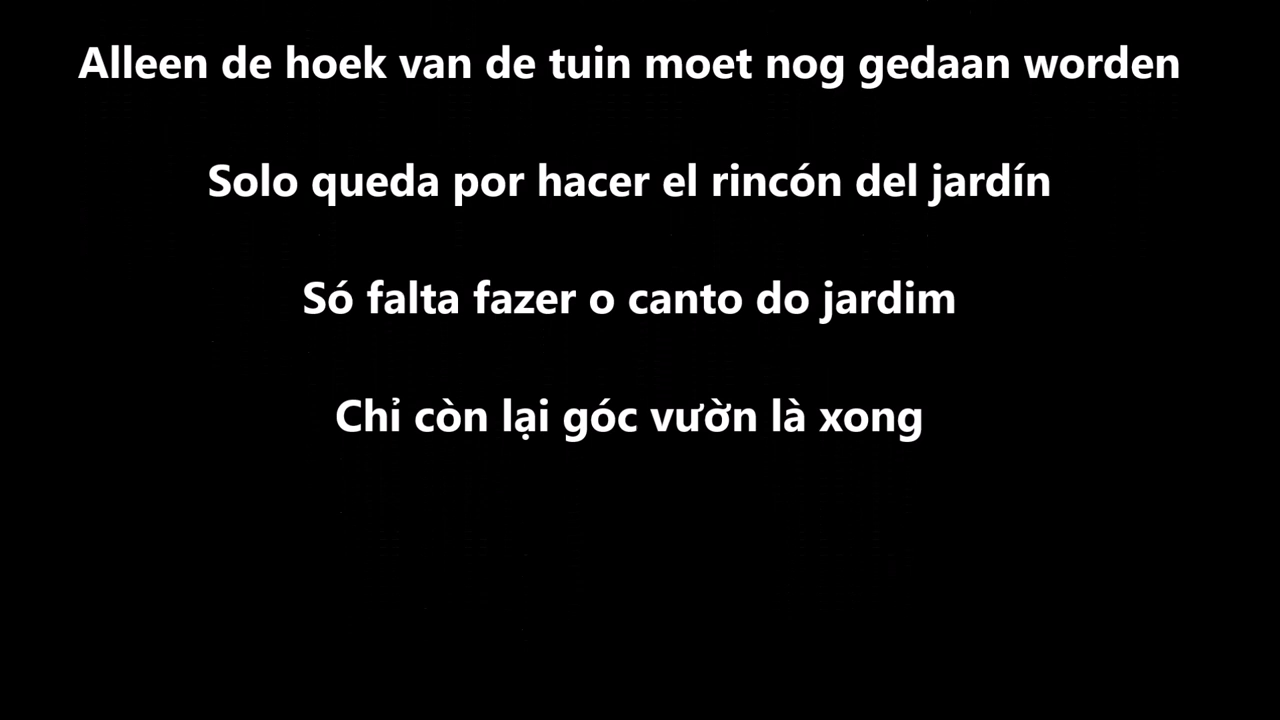 Alleen de hoek van de tuin moet nog gedaan worden
Solo queda por hacer el rincón del jardín
Só falta fazer o canto do jardim
Chỉ còn lại góc vườn là xong